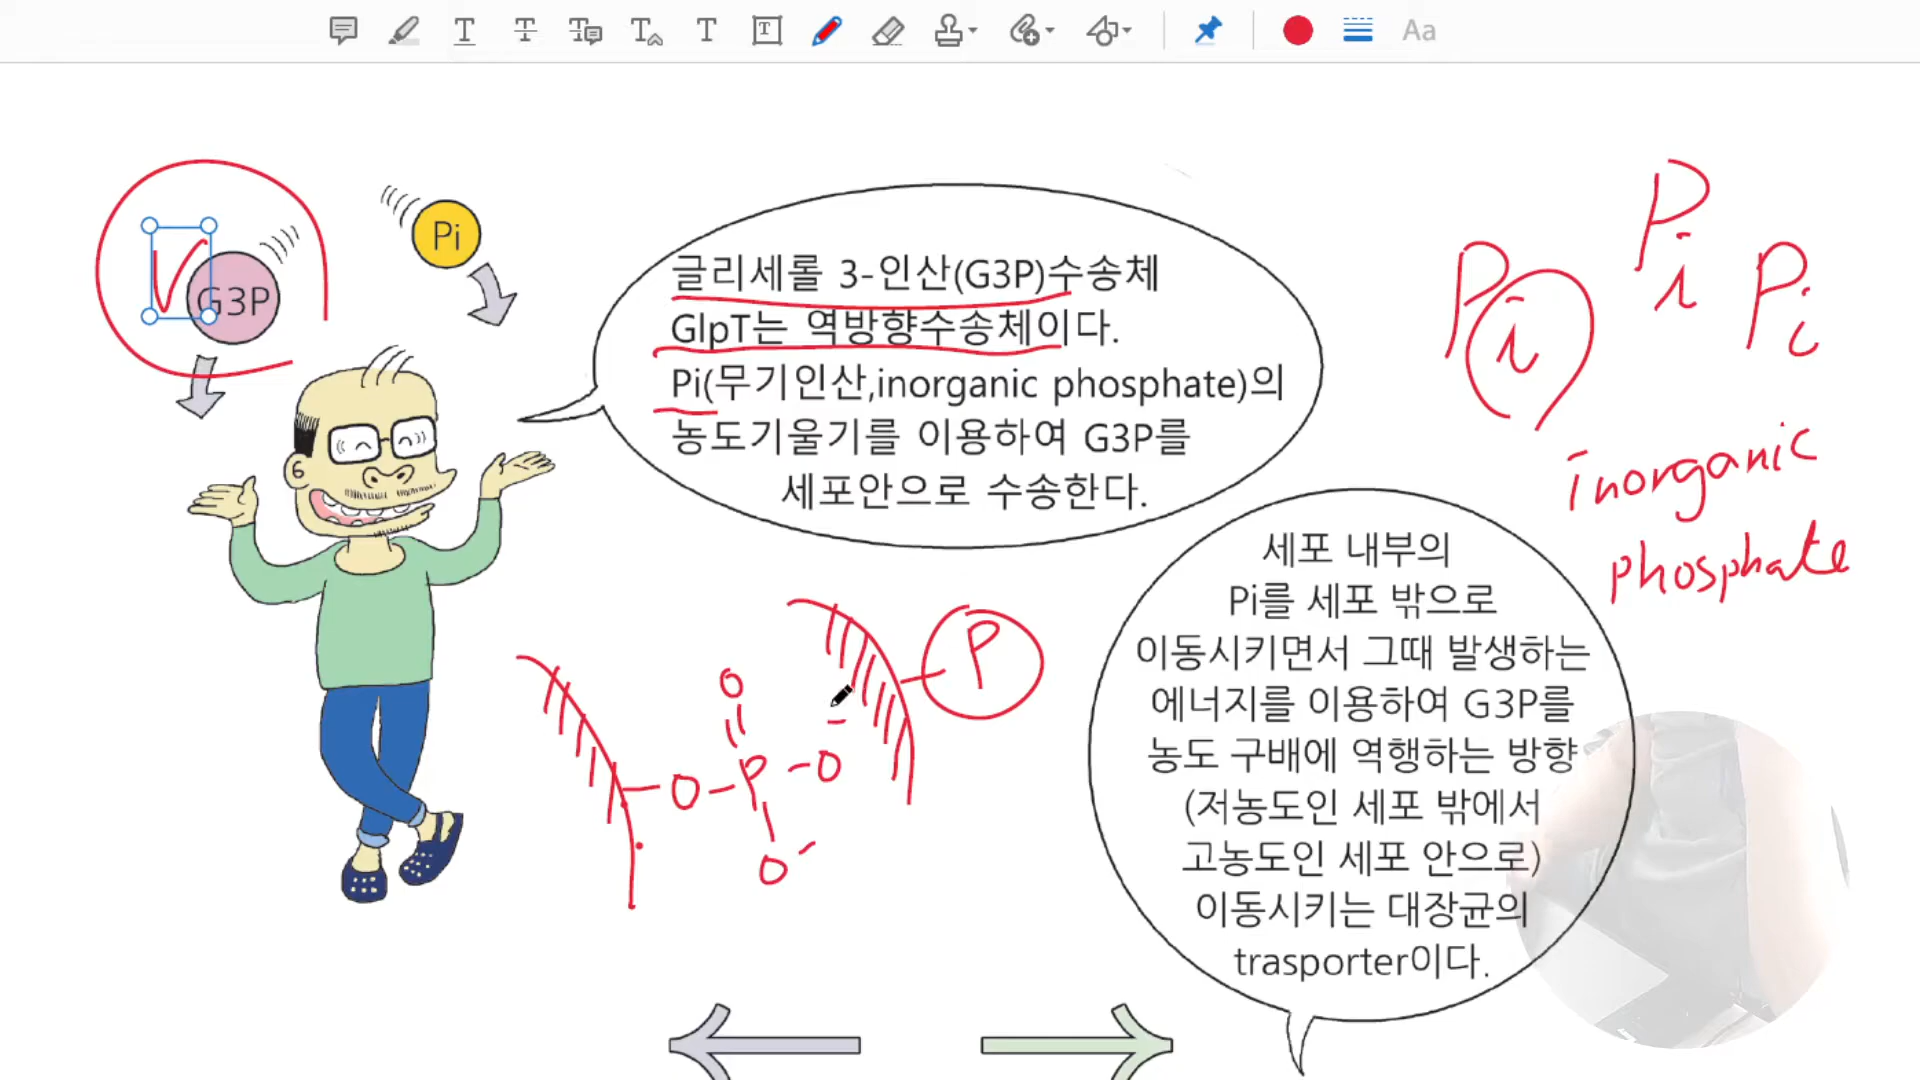 T T T T T T Aa
G3P
Pi
글리세롤 3-인산(G3P)수송체
GlpT는 역방향수송체이다.
Pi(무기인산,inorganic phosphate)의
농도기울기를 이용하여 G3P를
세포안으로 수송한다.
Pi Pi Pi
inorganic
phosphate
세포 내부의
Pi를 세포 밖으로
이동시키면서 그때 발생하는
에너지를 이용하여 G3P를
농도 구배에 역행하는 방향
(저농도인 세포 밖에서
고농도인 세포 안으로)
이동시키는 대장균의
trasporter이다.
P
O
O-P-O-
O-